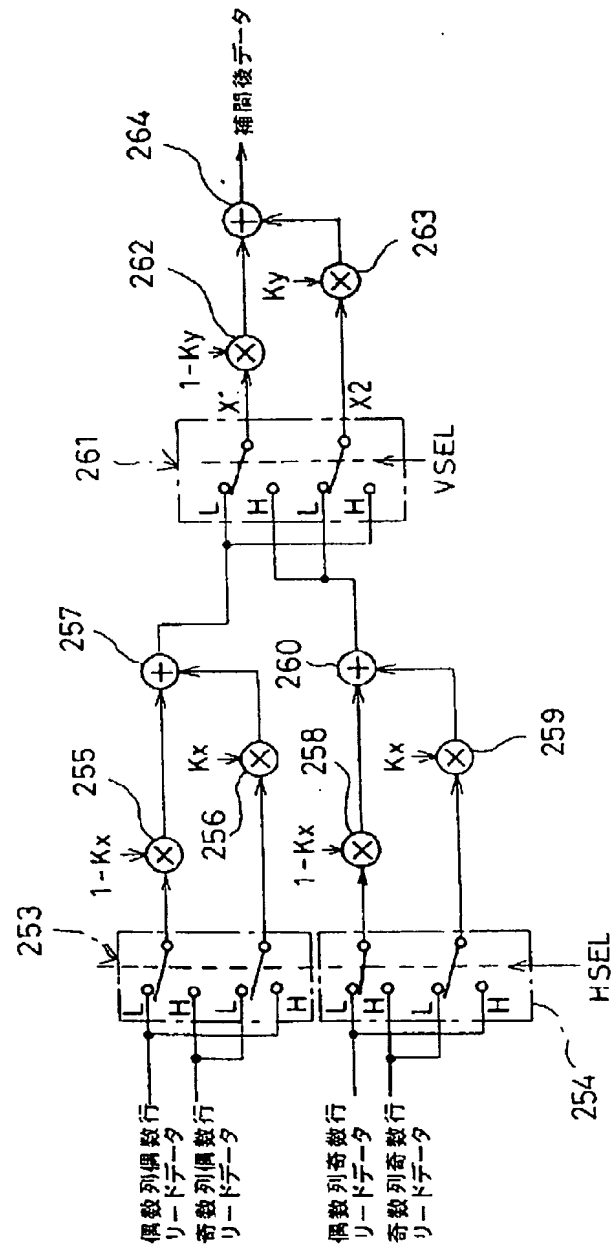 偶数列偶数行
リードデータ
奇数列偶数行
リードデータ
偶数列奇数行
リードデータ
奇数列奇数行
リードデータ
253
L
H
L
H
L
H
L
H
254
HSEL
1-Kx
255
Kx
256
257
1-Kx
258
Kx
259
260
261
L
H
L
H
VSEL
X
X2
1-Ky
262
Ky
263
264
補間後データ